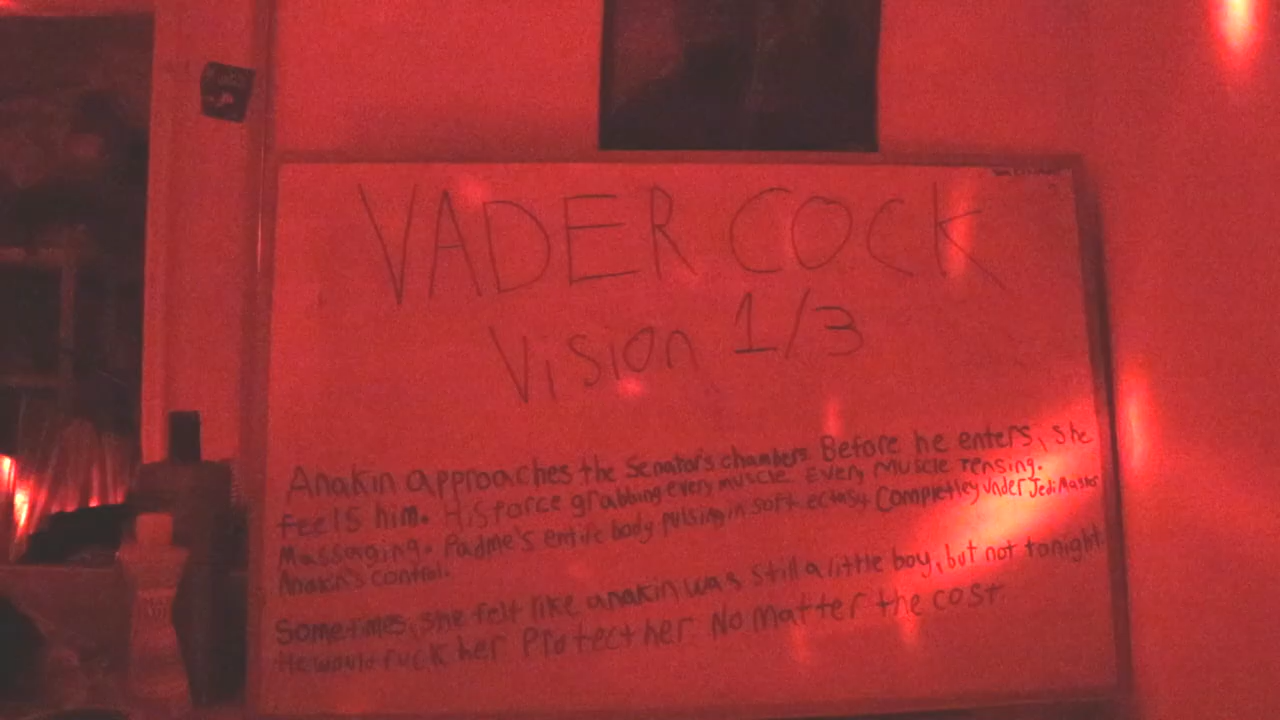 VADER COCK
Vision 1/3
Anakin approaches the Senator's chambers. Before he enters, she
feels him. His force grabbing every muscle. Every Muscle Tensing.
Massaging. Padme's entire body pulsing in soft ectasy. Completley under Jedi Master
Anakin's control.
Sometimes, she felt like anakin was still a little boy, but not tonight.
He would fuck her. Protect her. No matter the cost.